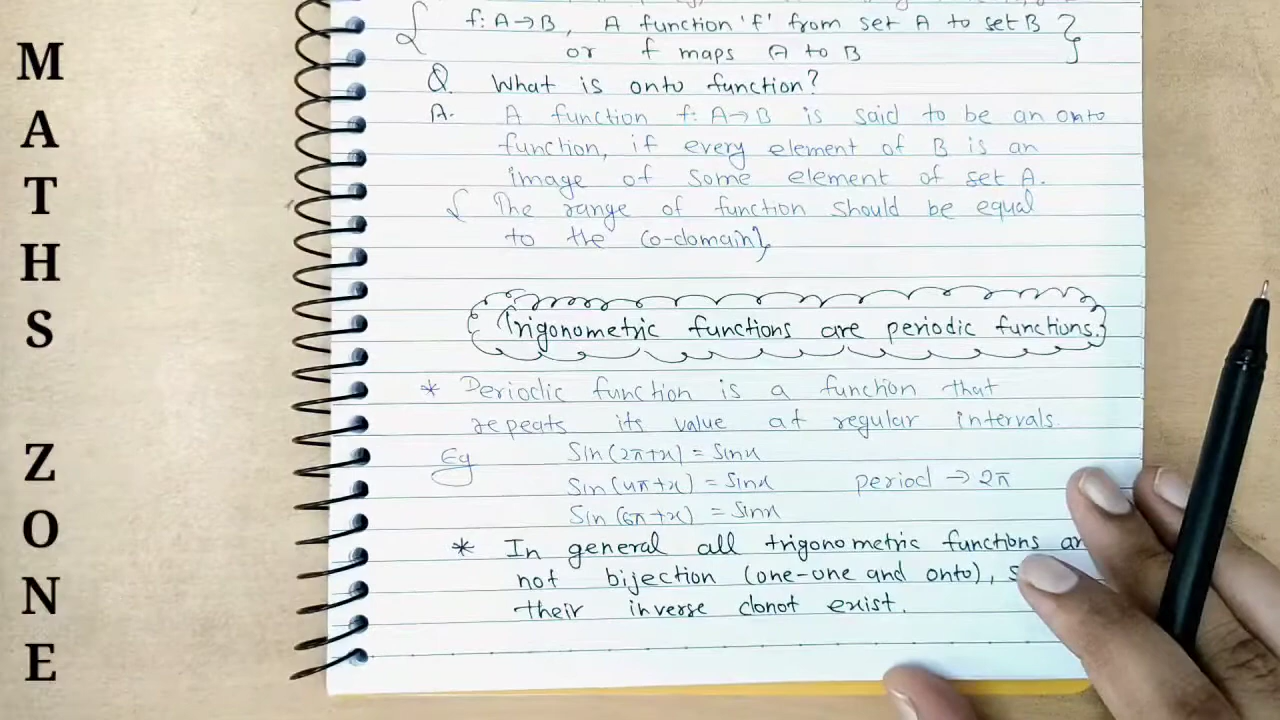 MATHS ZONE
f: A→B, A function 'f' from set A to set B
or f maps A to B
Q. What is onto function?
A. A function f: A→B is said to be an onto
function, if every element of B is an
image of some element of set A.
{ The range of function should be equal
to the co-domain}
Trigonometric functions are periodic functions.
* Periodic function is a function that
repeats its value at regular intervals.
Eg Sin(2π+x) = sinx
Sin(4π+x) = sinx period → 2π
Sin(6π+x) = sinx
* In general all trigonometric functions
not bijection (one-one and onto),
their inverse donot exist.